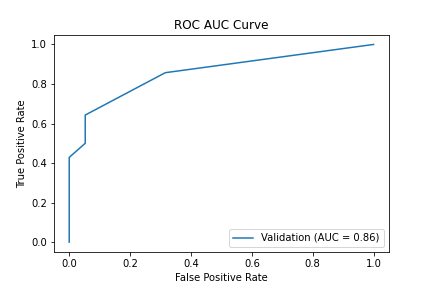 ROC AUC Curve
1.0
0.8
0.6
0.4
0.2
0.0
True Positive Rate
Validation (AUC = 0.86)
0.0 0.2 0.4 0.6 0.8 1.0
False Positive Rate